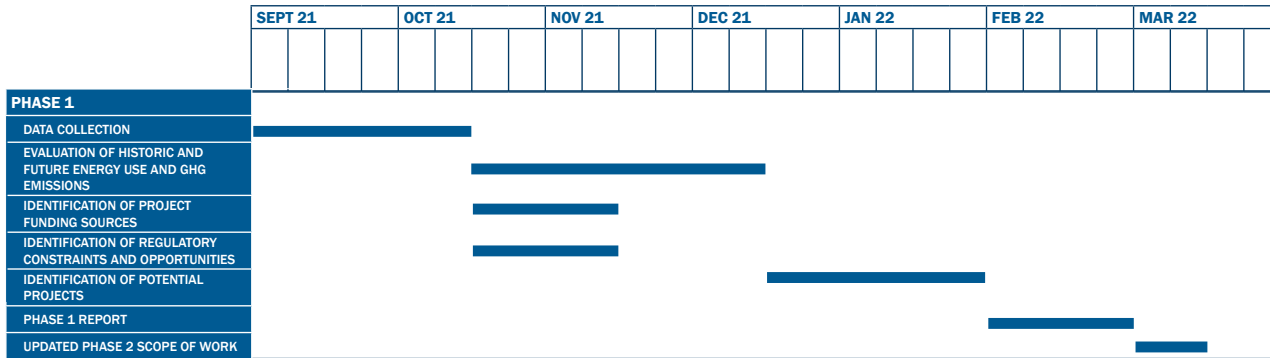 SEPT 21 OCT 21 NOV 21 DEC 21 JAN 22 FEB 22 MAR 22
PHASE 1
DATA COLLECTION
EVALUATION OF HISTORIC AND
FUTURE ENERGY USE AND GHG
EMISSIONS
IDENTIFICATION OF PROJECT
FUNDING SOURCES
IDENTIFICATION OF REGULATORY
CONSTRAINTS AND OPPORTUNITIES
IDENTIFICATION OF POTENTIAL
PROJECTS
PHASE 1 REPORT
UPDATED PHASE 2 SCOPE OF WORK